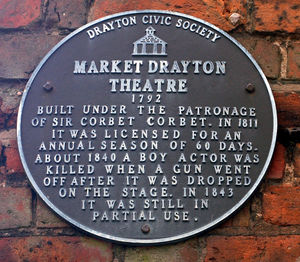 DRAYTON CIVIC SOCIETY
MARKET DRAYTON
THEATRE
1792
BUILT UNDER THE PATRONAGE
OF SIR CORBET CORBET. IN 1811
IT WAS LICENSED FOR AN
ANNUAL SEASON OF 60 DAYS.
ABOUT 1840 A BOY ACTOR WAS
KILLED WHEN A GUN WENT
OFF AFTER IT WAS DROPPED
ON THE STAGE. IN 1843
IT WAS STILL IN
PARTIAL USE.